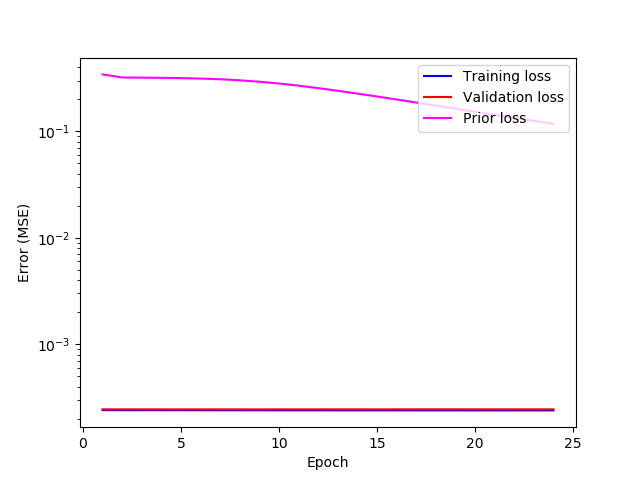 Training loss
Validation loss
Prior loss
10⁻¹
10⁻²
10⁻³
Error (MSE)
0 5 10 15 20 25
Epoch